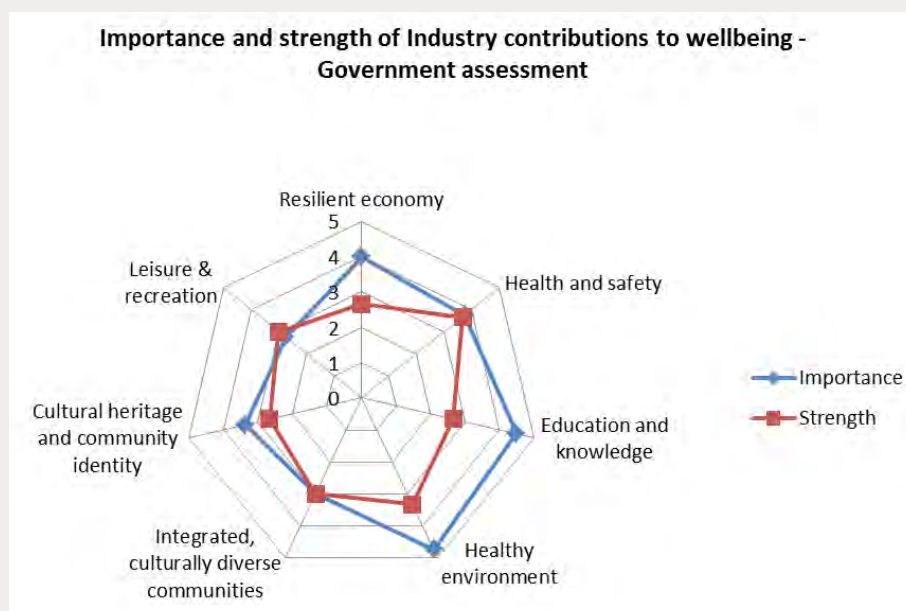 Importance and strength of Industry contributions to wellbeing -
Government assessment
Resilient economy
5
4
3
2
1
0
Health and safety
Education and
knowledge
Healthy
environment
Integrated,
culturally diverse
communities
Cultural heritage
and community
identity
Leisure &
recreation
Importance
Strength